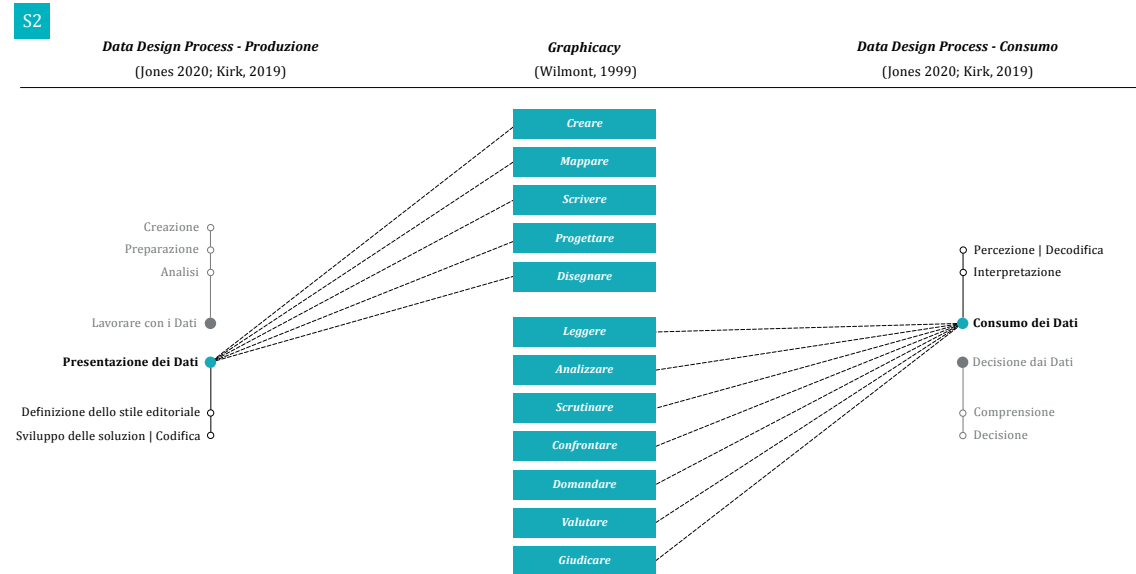 S2
Data Design Process - Produzione
(Jones 2020; Kirk, 2019)
Graphicacy
(Wilmont, 1999)
Data Design Process - Consumo
(Jones 2020; Kirk, 2019)
Creazione
Preparazione
Analisi
Lavorare con i Dati
Presentazione dei Dati
Definizione dello stile editoriale
Sviluppo delle soluzion | Codifica
Creare
Mappare
Scrivere
Progettare
Disegnare
Leggere
Analizzare
Scrutinare
Confrontare
Domandare
Valutare
Giudicare
Percezione | Decodifica
Interpretazione
Consumo dei Dati
Decisione dai Dati
Comprensione
Decisione